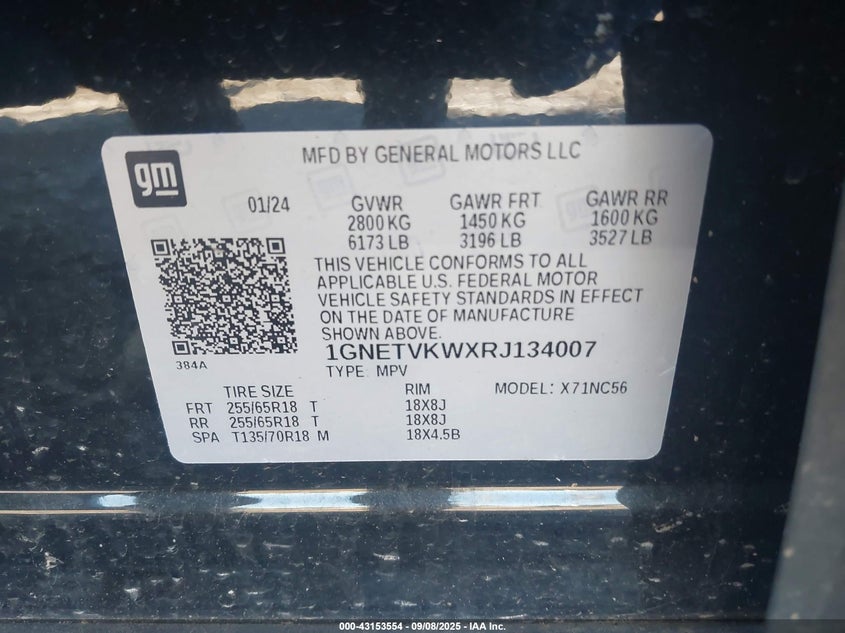 gm
MFD BY GENERAL MOTORS LLC
01/24
GVWR GAWR FRT GAWR RR
2800 KG 1450 KG 1600 KG
6173 LB 3196 LB 3527 LB
THIS VEHICLE CONFORMS TO ALL
APPLICABLE U.S. FEDERAL MOTOR
VEHICLE SAFETY STANDARDS IN EFFECT
ON THE DATE OF MANUFACTURE
SHOWN ABOVE.
384A
1GNETVKWXRJ134007
TYPE: MPV
TIRE SIZE RIM MODEL: X71NC56
FRT 255/65R18 T 18X8J
RR 255/65R18 T 18X8J
SPA T135/70R18 M 18X4.5B
000-43153554 - 09/08/2025 - IAA Inc.